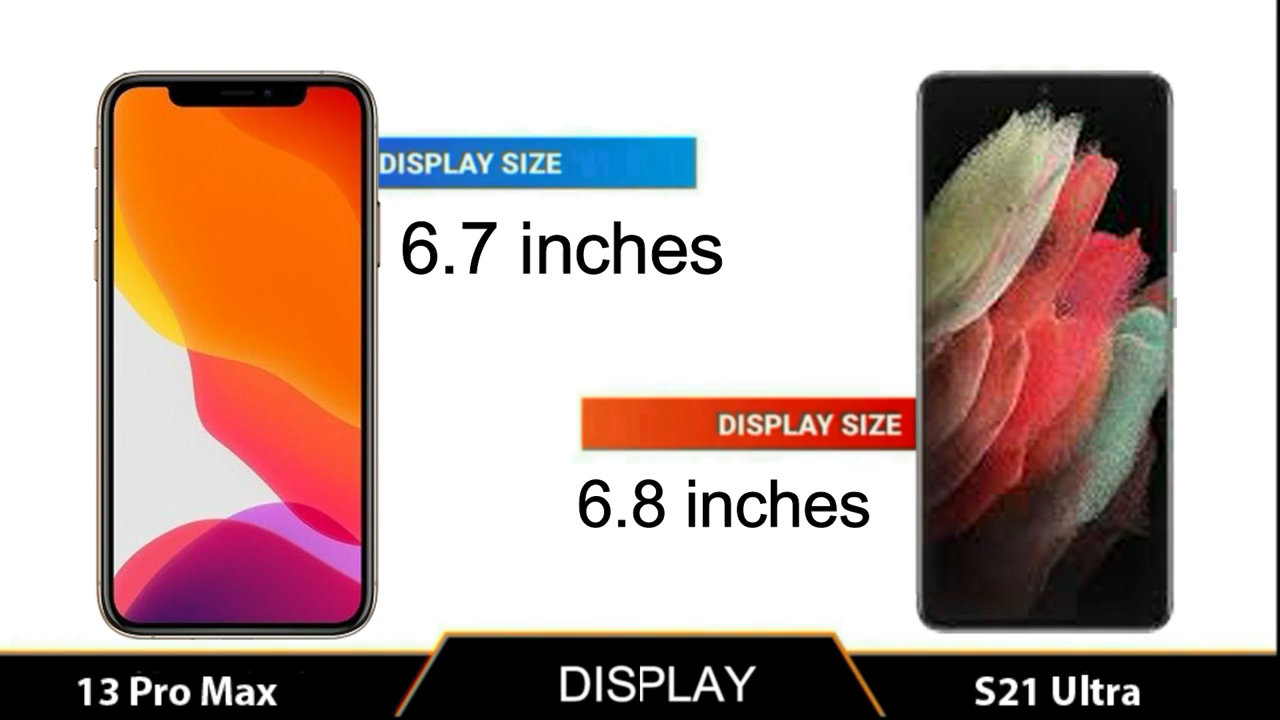 DISPLAY SIZE
6.7 inches
DISPLAY SIZE
6.8 inches
13 Pro Max
DISPLAY
S21 Ultra